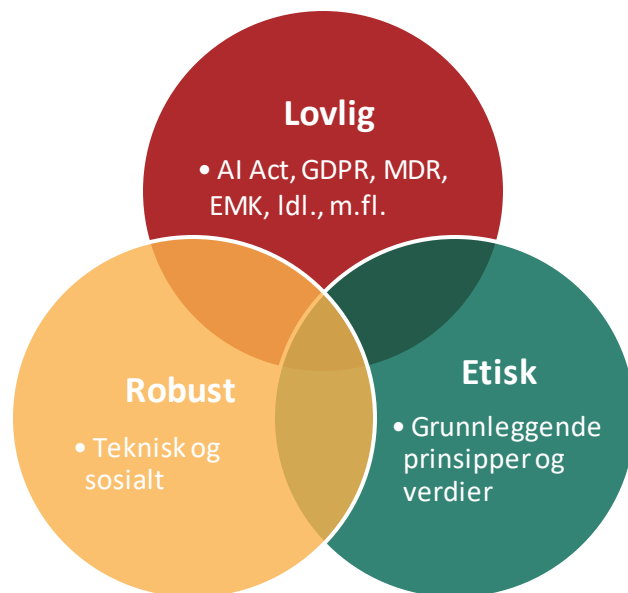 Lovlig
• AI Act, GDPR, MDR,
EMK, ldl., m.fl.
Robust
• Teknisk og
sosialt
Etisk
• Grunnleggende
prinsipper og
verdier